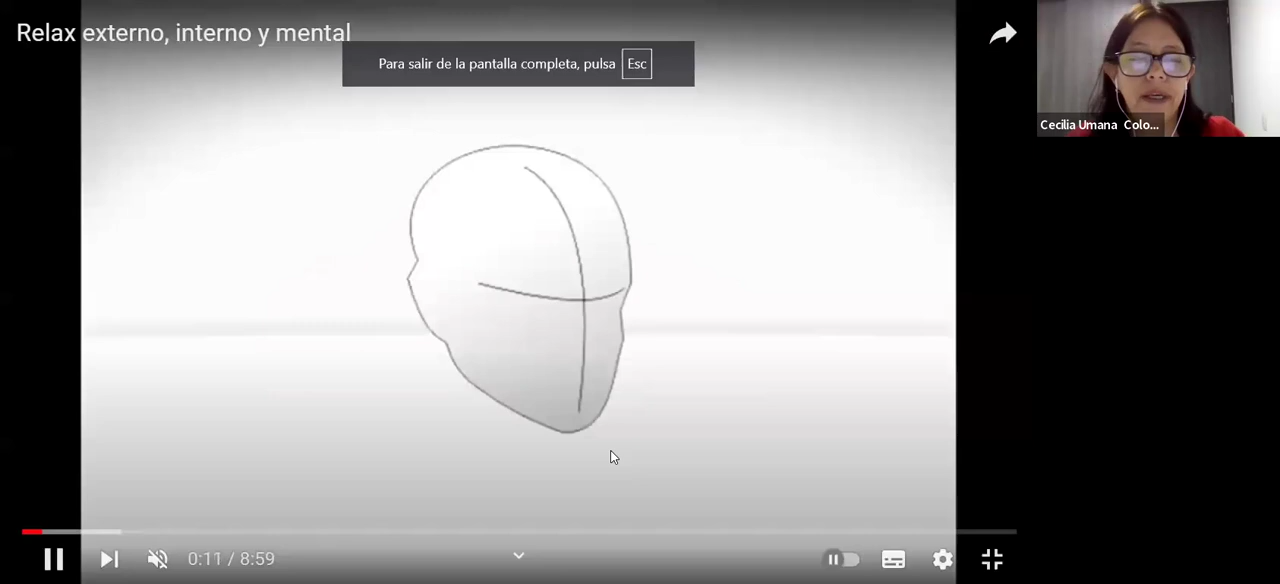 Relax externo, interno y mental
Para salir de la pantalla completa, pulsa Esc
Cecilia Umana Colo...
0:11 / 8:59